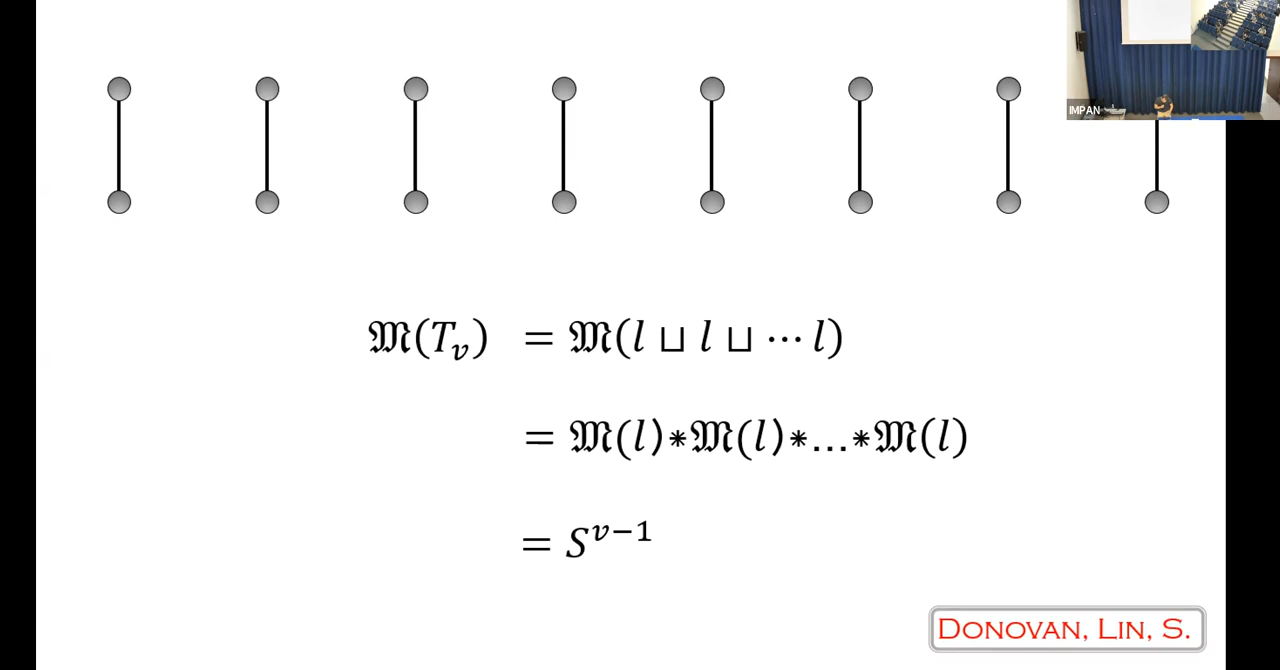 IMPAN
𝔐(T_v) = 𝔐(l ⊔ l ⊔ ⋯ l)
= 𝔐(l)∗𝔐(l)∗…∗𝔐(l)
= S^{v−1}
DONOVAN, LIN, S.